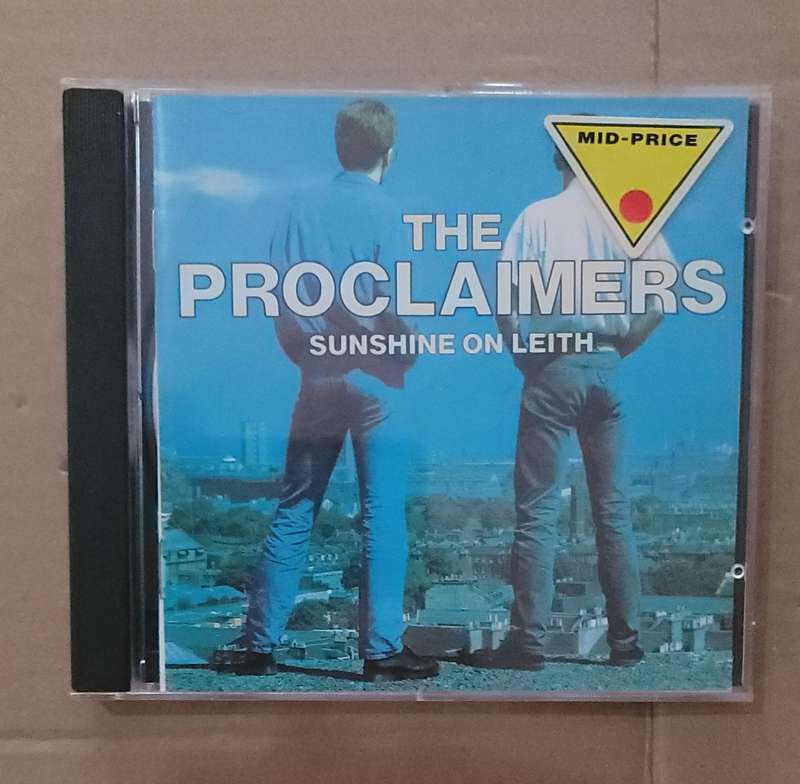 MID-PRICE
THE
PROCLAIMERS
SUNSHINE ON LEITH